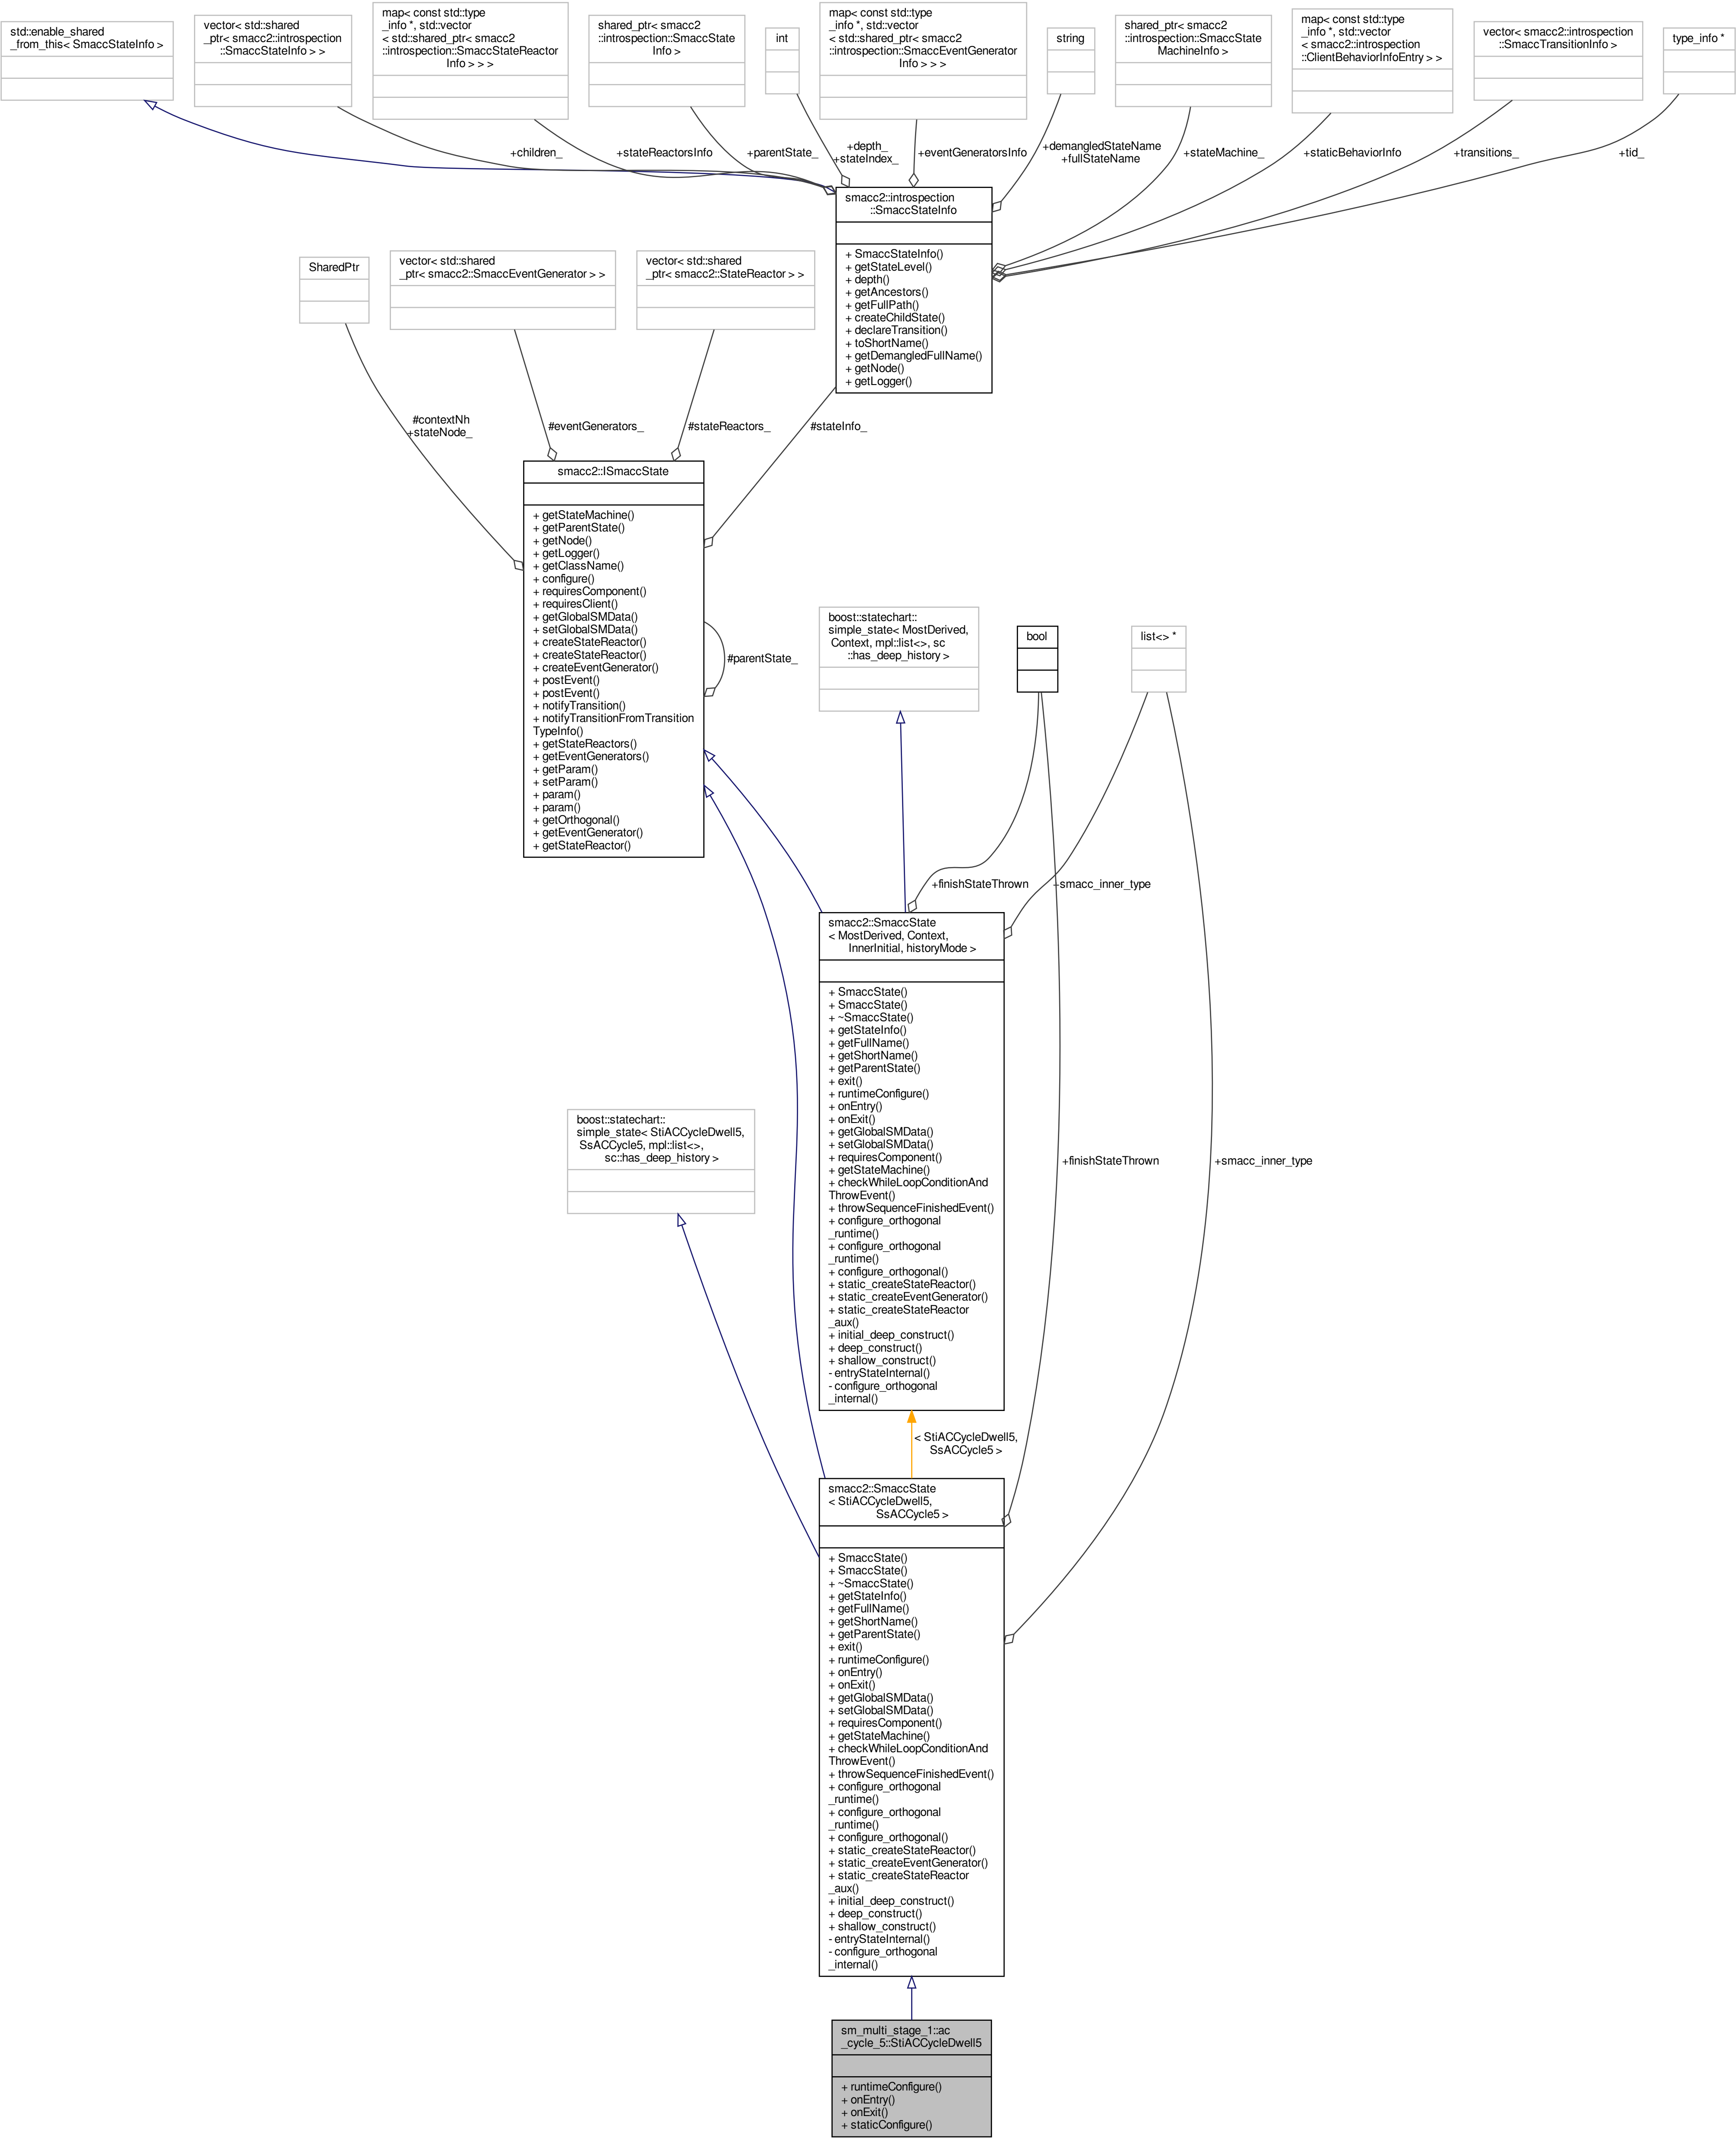 std::enable_shared
_from_this< SmaccStateInfo >
vector< std::shared
_ptr< smacc2::introspection
::SmaccStateInfo > >
map< const std::type
_info *, std::vector
< std::shared_ptr< smacc2
::introspection::SmaccStateReactor
Info > > >
shared_ptr< smacc2
::introspection::SmaccState
Info >
int
map< const std::type
_info *, std::vector
< std::shared_ptr< smacc2
::introspection::SmaccEventGenerator
Info > > >
string
shared_ptr< smacc2
::introspection::SmaccState
MachineInfo >
map< const std::type
_info *, std::vector
< smacc2::introspection
::ClientBehaviorInfoEntry > >
vector< smacc2::introspection
::SmaccTransitionInfo >
type_info *
+children_
+stateReactorsInfo
+parentState_
+depth_
+stateIndex_
+eventGeneratorsInfo
+demangledStateName
+fullStateName
+stateMachine_
+staticBehaviorInfo
+transitions_
+tid_
smacc2::introspection
::SmaccStateInfo
+ SmaccStateInfo()
+ getStateLevel()
+ depth()
+ getAncestors()
+ getFullPath()
+ createChildState()
+ declareTransition()
+ toShortName()
+ getDemangledFullName()
+ getNode()
+ getLogger()
SharedPtr
vector< std::shared
_ptr< smacc2::SmaccEventGenerator > >
vector< std::shared
_ptr< smacc2::StateReactor > >
#contextNh
+stateNode_
#eventGenerators_
#stateReactors_
#stateInfo_
smacc2::ISmaccState
+ getStateMachine()
+ getParentState()
+ getNode()
+ getLogger()
+ getClassName()
+ configure()
+ requiresComponent()
+ requiresClient()
+ getGlobalSMData()
+ setGlobalSMData()
+ createStateReactor()
+ createStateReactor()
+ createEventGenerator()
+ postEvent()
+ postEvent()
+ notifyTransition()
+ notifyTransitionFromTransition
TypeInfo()
+ getStateReactors()
+ getEventGenerators()
+ getParam()
+ setParam()
+ param()
+ param()
+ getOrthogonal()
+ getEventGenerator()
+ getStateReactor()
#parentState_
boost::statechart::
simple_state< MostDerived,
Context, mpl::list<>, sc
::has_deep_history >
bool
list<> *
+finishStateThrown
+smacc_inner_type
smacc2::SmaccState
< MostDerived, Context,
InnerInitial, historyMode >
+ SmaccState()
+ SmaccState()
+ ~SmaccState()
+ getStateInfo()
+ getFullName()
+ getShortName()
+ getParentState()
+ exit()
+ runtimeConfigure()
+ onEntry()
+ onExit()
+ getGlobalSMData()
+ setGlobalSMData()
+ requiresComponent()
+ getStateMachine()
+ checkWhileLoopConditionAnd
ThrowEvent()
+ throwSequenceFinishedEvent()
+ configure_orthogonal
_runtime()
+ configure_orthogonal
_runtime()
+ configure_orthogonal()
+ static_createStateReactor()
+ static_createEventGenerator()
+ static_createStateReactor
_aux()
+ initial_deep_construct()
+ deep_construct()
+ shallow_construct()
- entryStateInternal()
- configure_orthogonal
_internal()
boost::statechart::
simple_state< StiACCycleDwell5,
SsACCycle5, mpl::list<>,
sc::has_deep_history >
+finishStateThrown
+smacc_inner_type
< StiACCycleDwell5,
SsACCycle5 >
smacc2::SmaccState
< StiACCycleDwell5,
SsACCycle5 >
+ SmaccState()
+ SmaccState()
+ ~SmaccState()
+ getStateInfo()
+ getFullName()
+ getShortName()
+ getParentState()
+ exit()
+ runtimeConfigure()
+ onEntry()
+ onExit()
+ getGlobalSMData()
+ setGlobalSMData()
+ requiresComponent()
+ getStateMachine()
+ checkWhileLoopConditionAnd
ThrowEvent()
+ throwSequenceFinishedEvent()
+ configure_orthogonal
_runtime()
+ configure_orthogonal
_runtime()
+ configure_orthogonal()
+ static_createStateReactor()
+ static_createEventGenerator()
+ static_createStateReactor
_aux()
+ initial_deep_construct()
+ deep_construct()
+ shallow_construct()
- entryStateInternal()
- configure_orthogonal
_internal()
sm_multi_stage_1::ac
_cycle_5::StiACCycleDwell5
+ runtimeConfigure()
+ onEntry()
+ onExit()
+ staticConfigure()